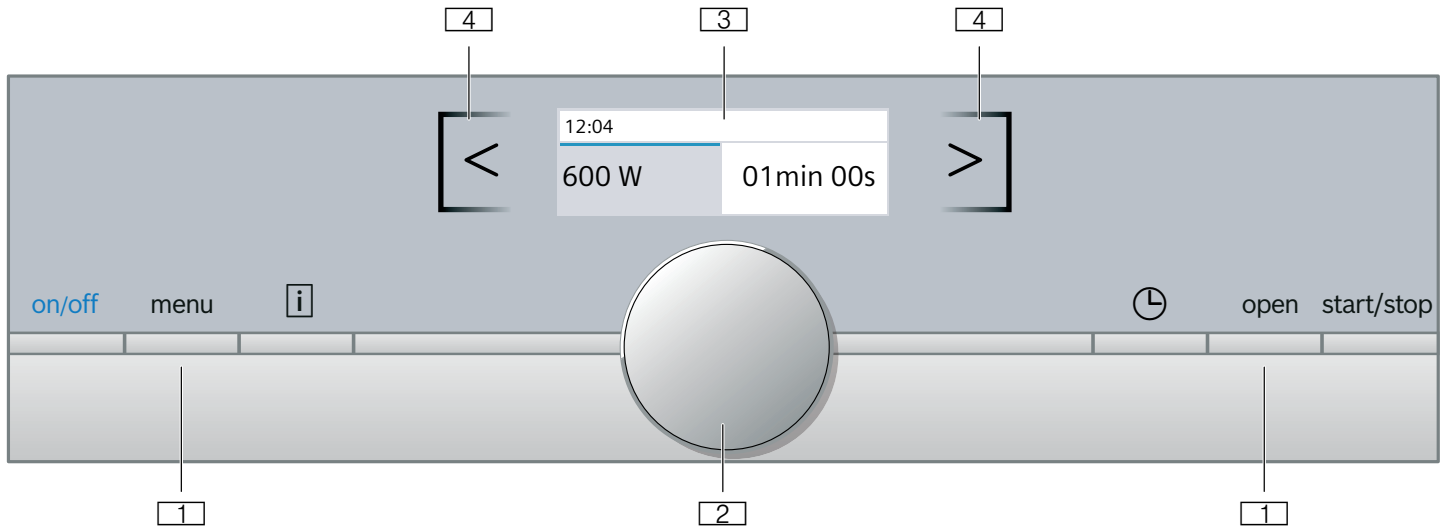 4 3 4
12:04
< 600 W 01min 00s >
on/off menu i open start/stop
1 2 1